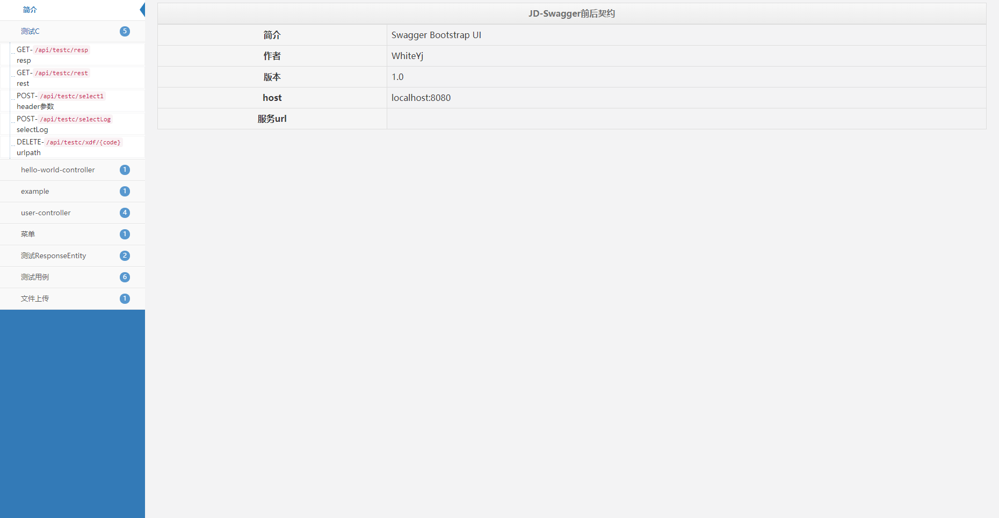 简介
测试C 5
GET- /api/testc/resp
resp
GET- /api/testc/rest
rest
POST- /api/testc/select1
header参数
POST- /api/testc/selectLog
selectLog
DELETE- /api/testc/xdf/{code}
urlpath
hello-world-controller 1
example 1
user-controller 4
菜单 1
测试ResponseEntity 2
测试用例 6
文件上传 1
JD-Swagger前后契约
简介 Swagger Bootstrap UI
作者 WhiteYj
版本 1.0
host localhost:8080
服务url